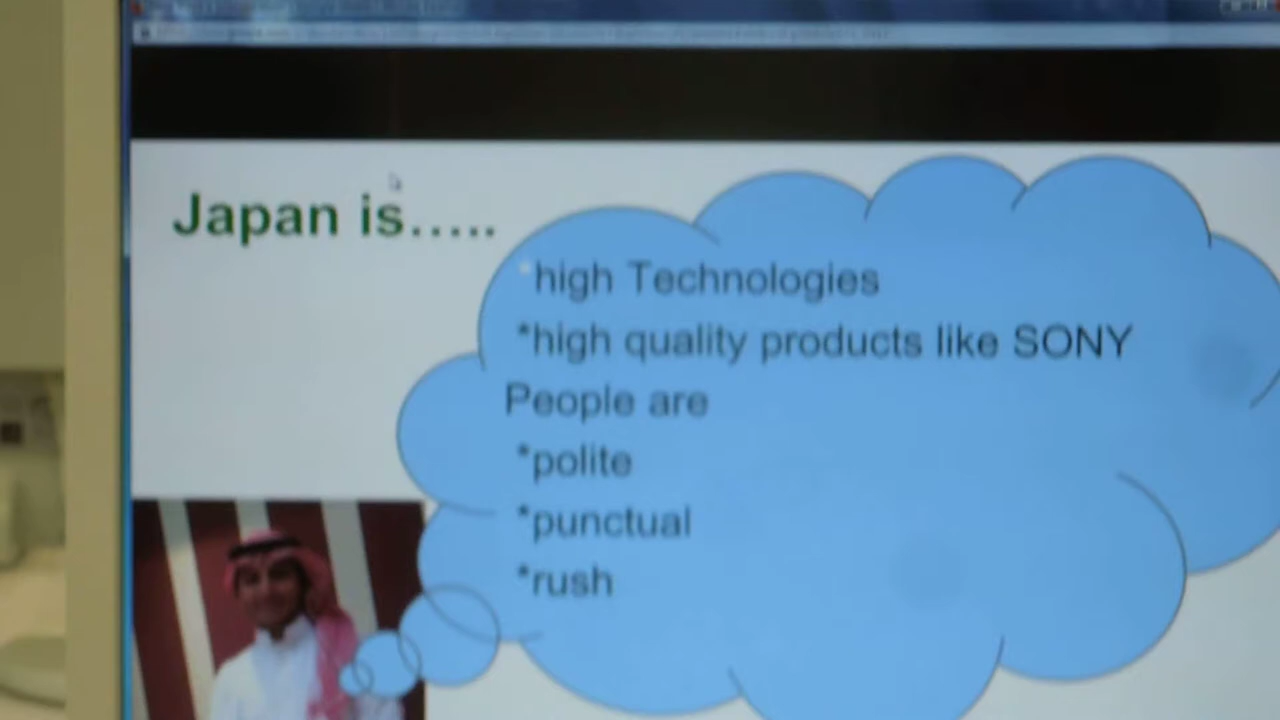 Japan is.....
*high Technologies
*high quality products like SONY
People are
*polite
*punctual
*rush